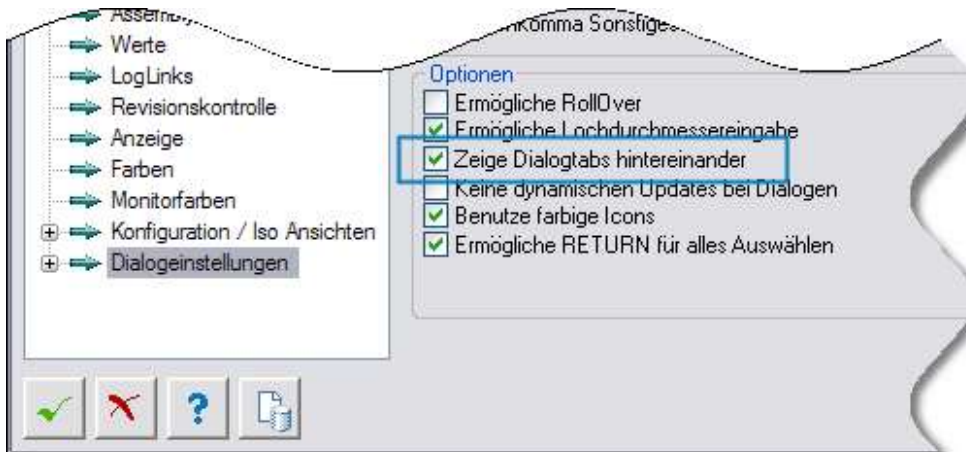 Werte
LogLinks
Revisionskontrolle
Anzeige
Farben
Monitorfarben
Konfiguration / Iso Ansichten
Dialogeinstellungen
Optionen
Ermögliche RollOver
Ermögliche Lochdurchmessereingabe
Zeige Dialogtabs hintereinander
Keine dynamischen Updates bei Dialogen
Benutze farbige Icons
Ermögliche RETURN für alles Auswählen
?